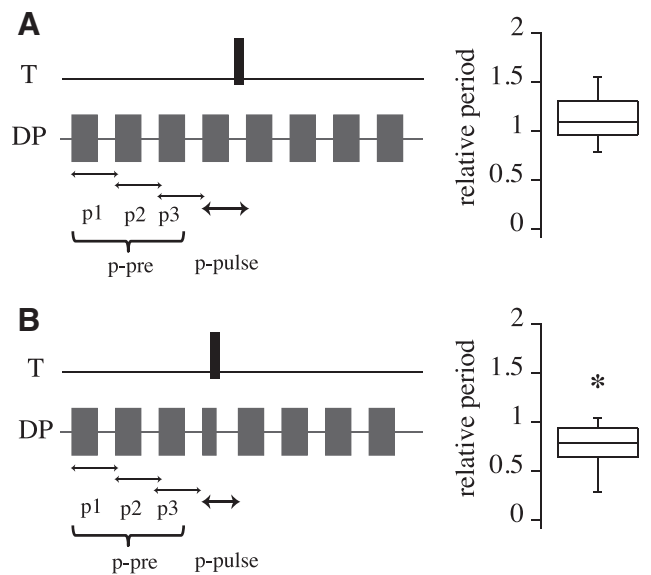 A
T
DP
p1 p2 p3
p-pre p-pulse
relative period
2
1.5
1
0.5
0
B
T
DP
p1 p2 p3
p-pre p-pulse
relative period
2
1.5
1
0.5
0
*